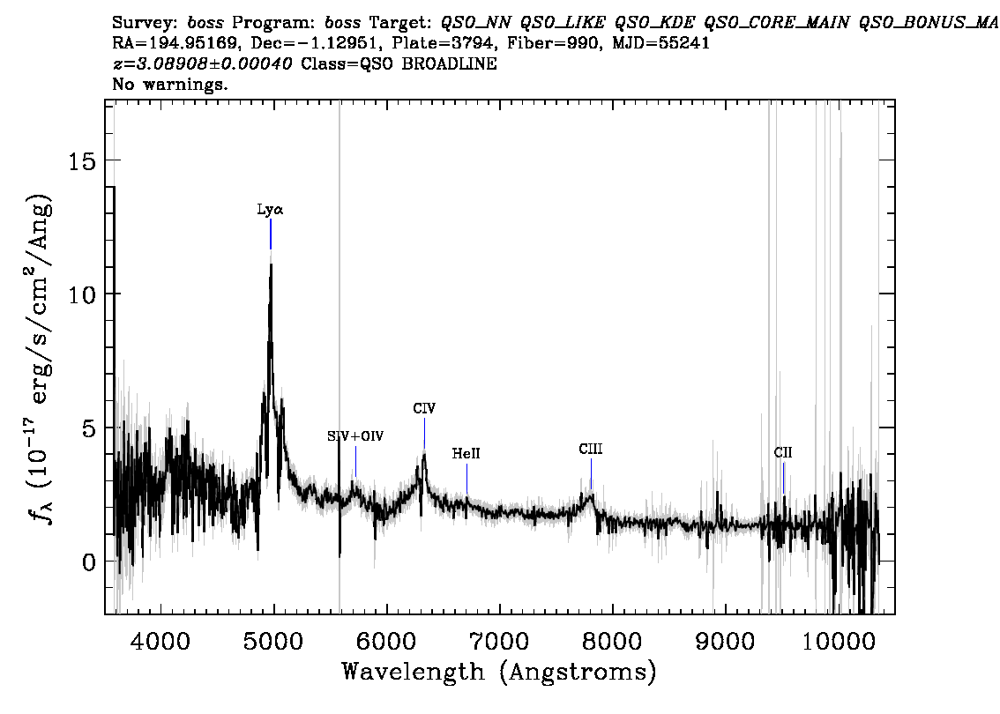 Survey: boss Program: boss Target: QSO_NN QSO_LIKE QSO_KDE QSO_CORE_MAIN QSO_BONUS_MA
RA=194.95169, Dec=−1.12951, Plate=3794, Fiber=990, MJD=55241
z=3.08908±0.00040 Class=QSO BROADLINE
No warnings.
15
10
5
0
f_λ (10⁻¹⁷ erg/s/cm²/Ang)
Lyα
SIV+OIV
CIV
HeII
CIII
CII
4000 5000 6000 7000 8000 9000 10000
Wavelength (Angstroms)